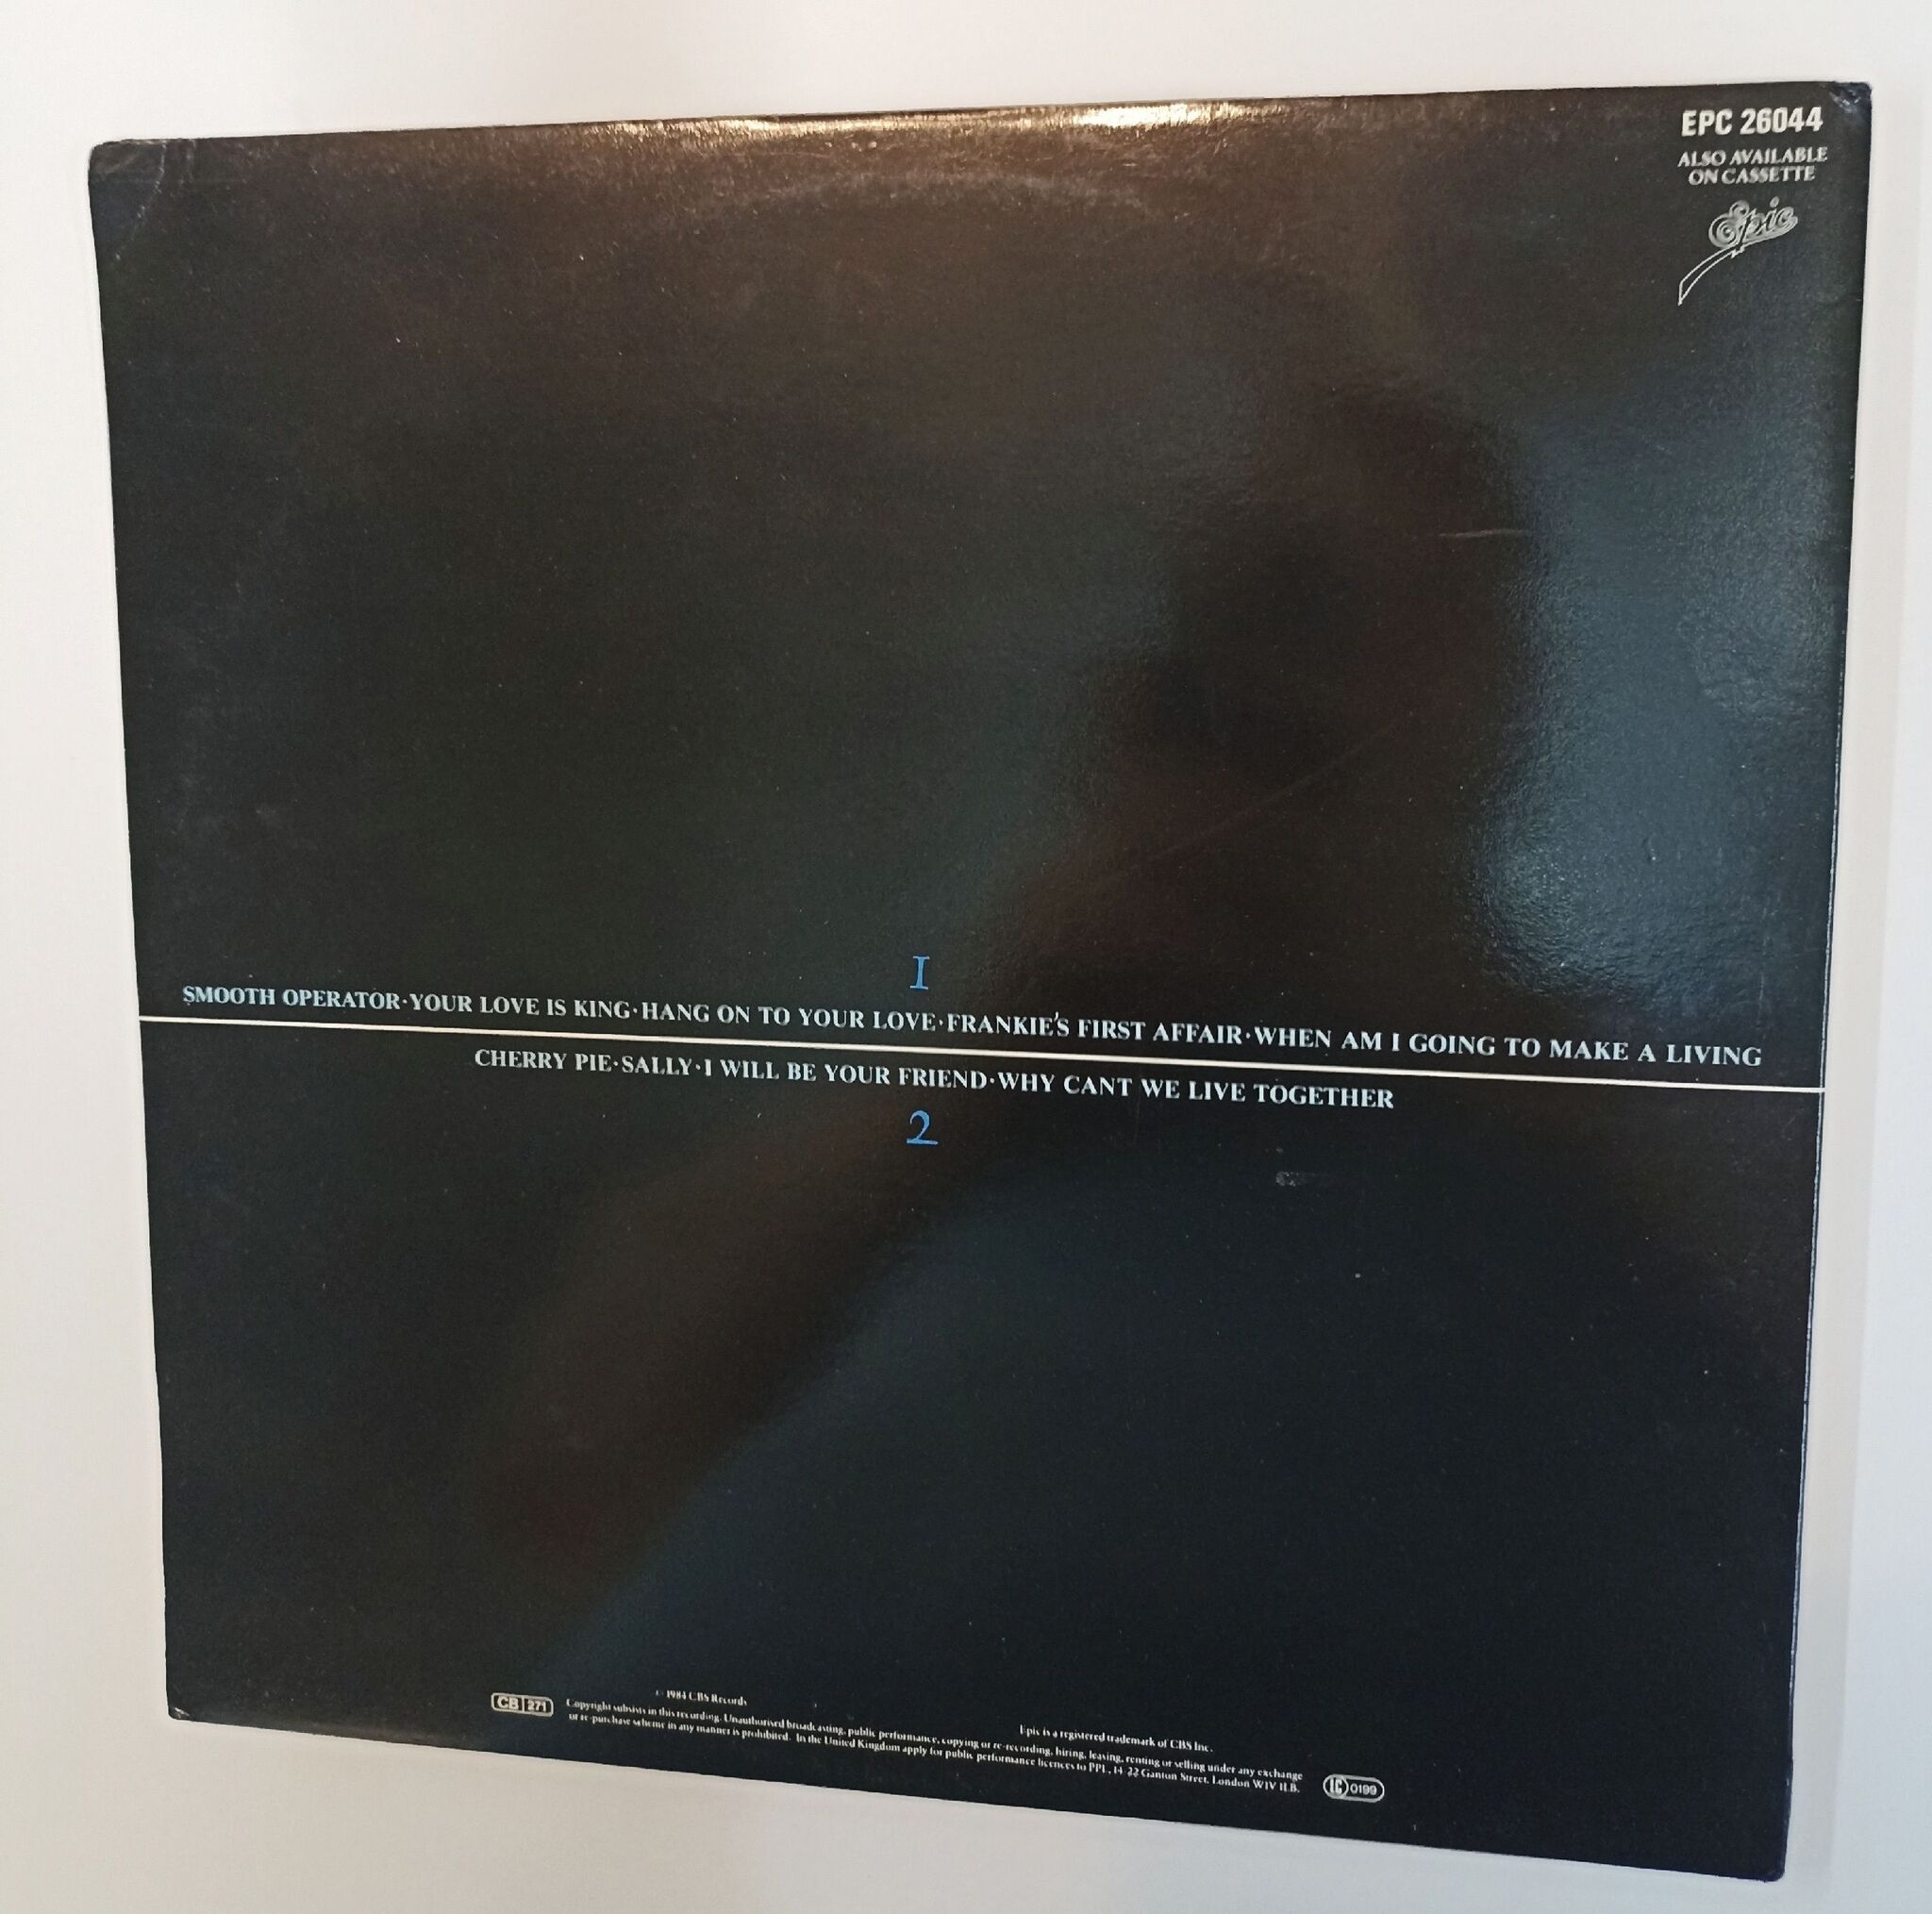 EPC 26044
ALSO AVAILABLE
ON CASSETTE
Epic
1
SMOOTH OPERATOR·YOUR LOVE IS KING·HANG ON TO YOUR LOVE·FRANKIE'S FIRST AFFAIR·WHEN AM I GOING TO MAKE A LIVING
CHERRY PIE·SALLY·I WILL BE YOUR FRIEND·WHY CANT WE LIVE TOGETHER
2
1984 CBS Records
Epic is a registered trademark of CBS Inc.
CB 271
Copyright subsists in this recording. Unauthorised broadcasting, public performance, copying or re-recording, hiring, leasing, renting or selling under any exchange
or re-purchase scheme in any manner is prohibited. In the United Kingdom apply for public performance licences to PPL, 14-22 Ganton Street, London W1V 1LB.
LC 0199